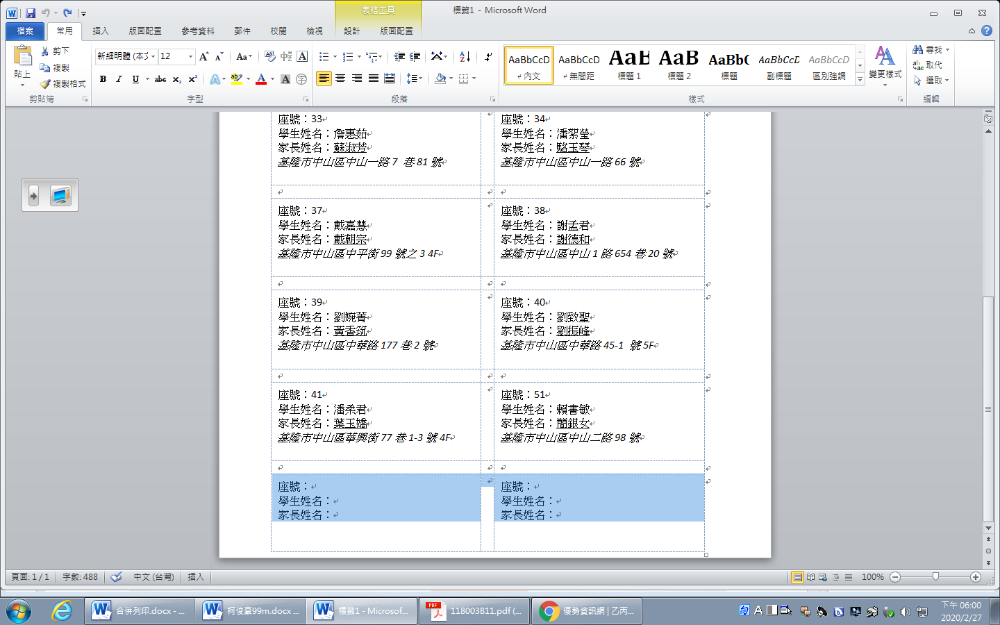 表格工具
標籤1 - Microsoft Word
檔案 常用 插入 版面配置 參考資料 郵件 校閱 檢視 設計 版面配置
貼上
剪下
複製
複製格式
剪貼簿
新細明體 (本文 12
字型
段落
AaBbCcD AaBbCcD AaB AaB AaBb( AaBbCcD AaBbCcD
內文 無間距 標題 1 標題 2 標題 副標題 區別強調
變更樣式
樣式
尋找
取代
選取
編輯
座號：33
學生姓名：詹惠茹
家長姓名：蘇淑芳
基隆市中山區中山一路 7 巷 81 號
座號：34
學生姓名：潘絜瑩
家長姓名：駱玉琴
基隆市中山區中山一路 66 號
座號：37
學生姓名：戴嘉慧
家長姓名：戴朝宗
基隆市中山區中平街 99 號之 3 4F
座號：38
學生姓名：謝孟君
家長姓名：謝德和
基隆市中山區中山 1 路 654 巷 20 號
座號：39
學生姓名：劉婉菁
家長姓名：黃香筑
基隆市中山區中華路 177 巷 2 號
座號：40
學生姓名：劉致聖
家長姓名：劉振峰
基隆市中山區中華路 45-1 號 5F
座號：41
學生姓名：潘柔君
家長姓名：葉玉嬌
基隆市中山區華興街 77 巷 1-3 號 4F
座號：51
學生姓名：賴書敏
家長姓名：簡銀女
基隆市中山區中山二路 98 號
座號：
學生姓名：
家長姓名：
座號：
學生姓名：
家長姓名：
頁面: 1 / 1 字數: 488 中文 (台灣) 插入 100%
合併列印.docx - ... 柯俊豪99m.docx ... 標籤1 - Microsof... 118003B11.pdf (... 優勢資訊網 | 乙丙...
下午 06:00
2020/2/27